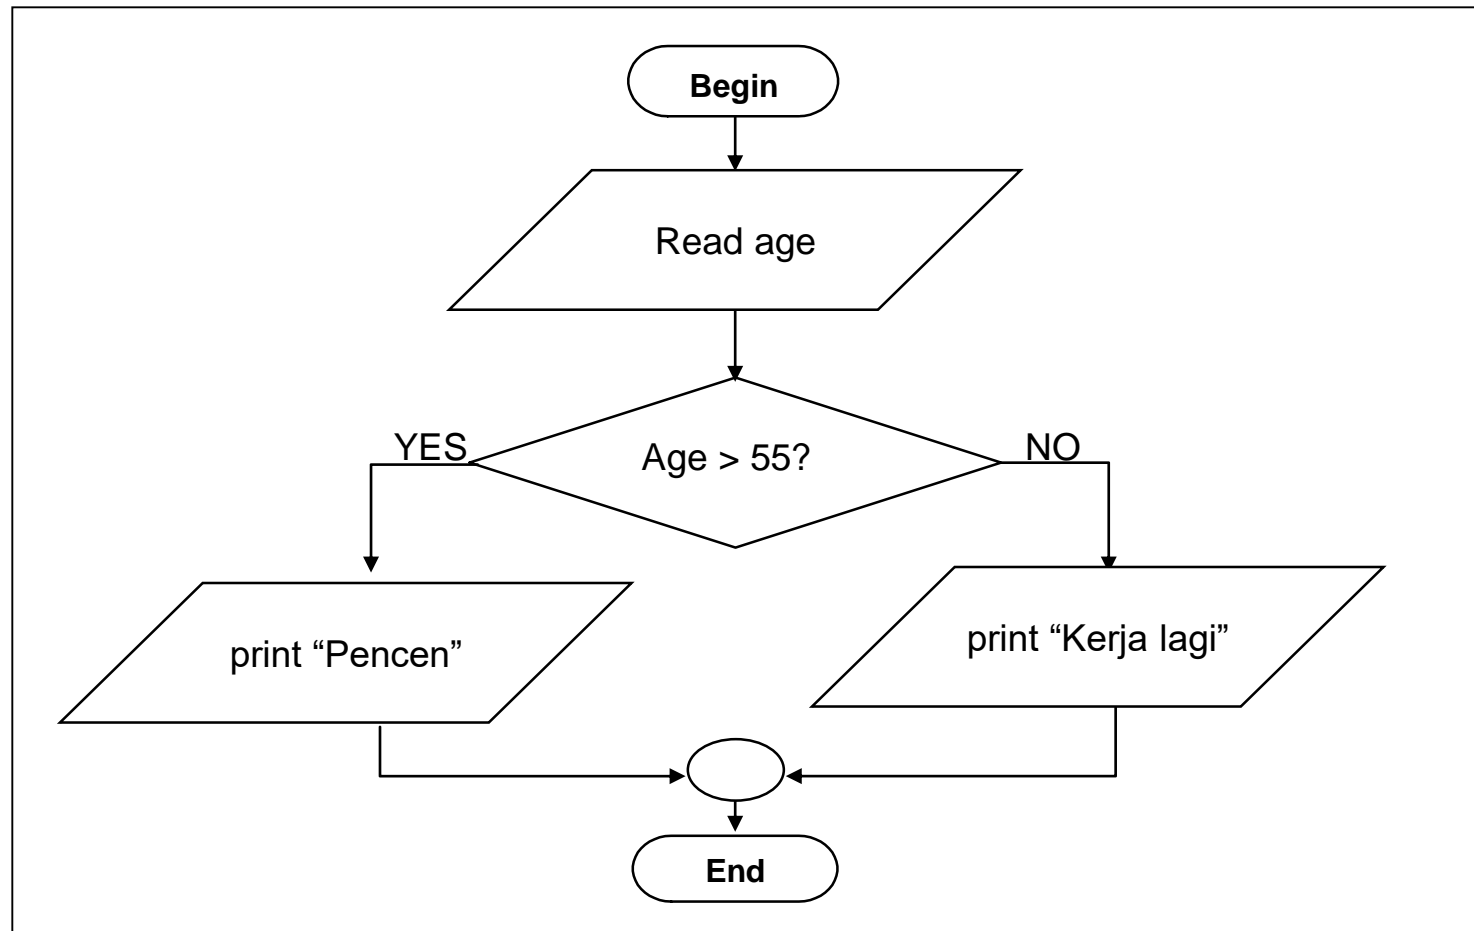 Begin
Read age
YES
Age > 55?
NO
print “Pencen”
print “Kerja lagi”
End